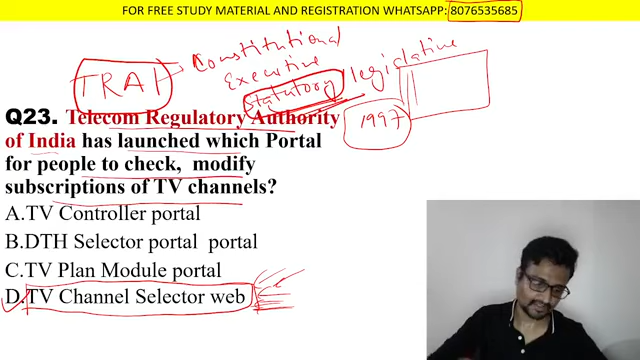 FOR FREE STUDY MATERIAL AND REGISTRATION WHATSAPP: 8076535685
TRAI
Constitutional
Executive
Statutory legislative
1997
Q23. Telecom Regulatory Authority
of India has launched which Portal
for people to check, modify
subscriptions of TV channels?
A.TV Controller portal
B.DTH Selector portal portal
C.TV Plan Module portal
D.TV Channel Selector web